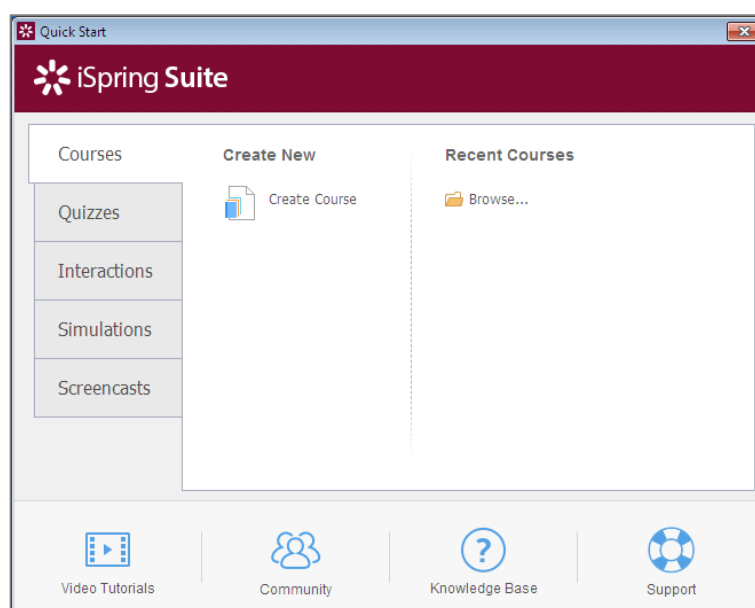 Quick Start
iSpring Suite
Courses
Quizzes
Interactions
Simulations
Screencasts
Create New
Create Course
Recent Courses
Browse...
Video Tutorials
Community
Knowledge Base
Support